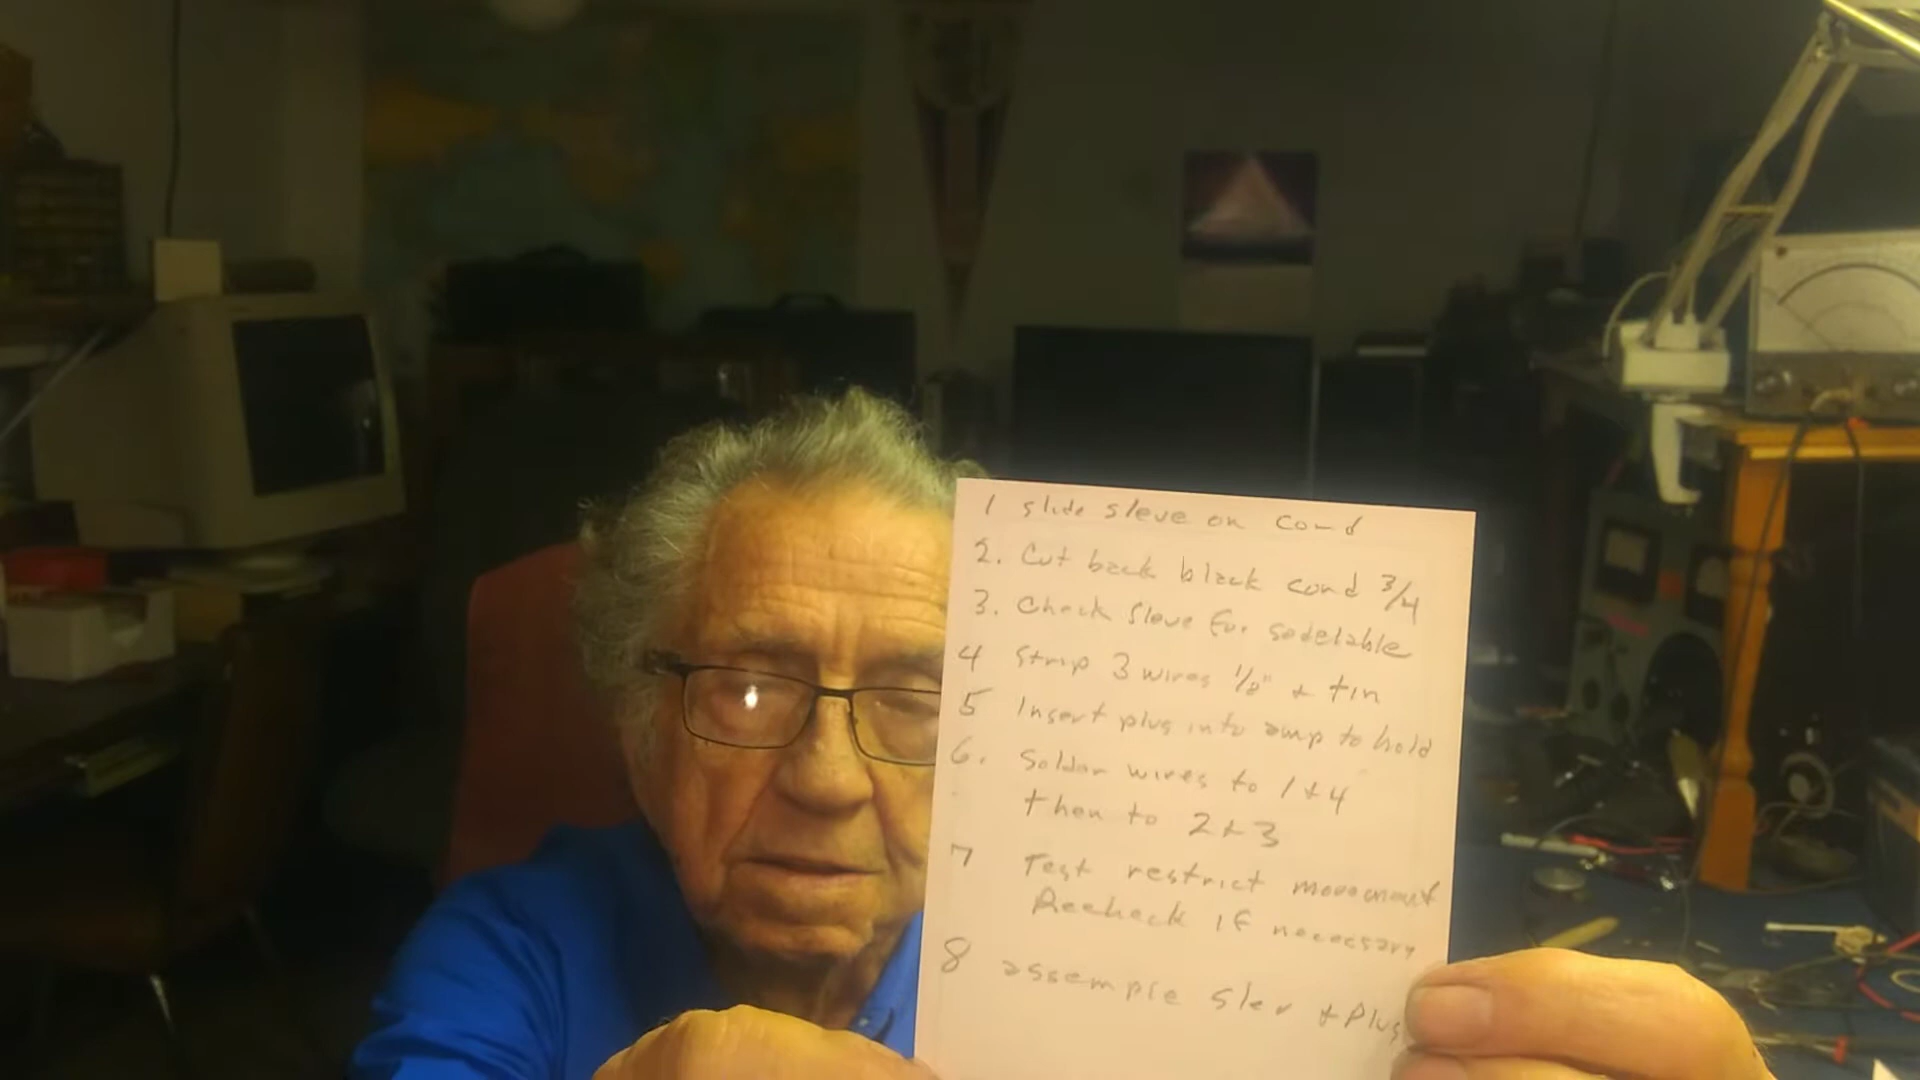 1 slide sleve on cord
2. Cut back black cord 3/4
3. Check sleve for
4 Strip 3 wires 1/8" + tin
5 Insert plug into amp to hold
6. Solder wires to 1 + 4
then to 2 + 3
7 Test restrict movement
Recheck if necessary
8 assemple slev + Plug